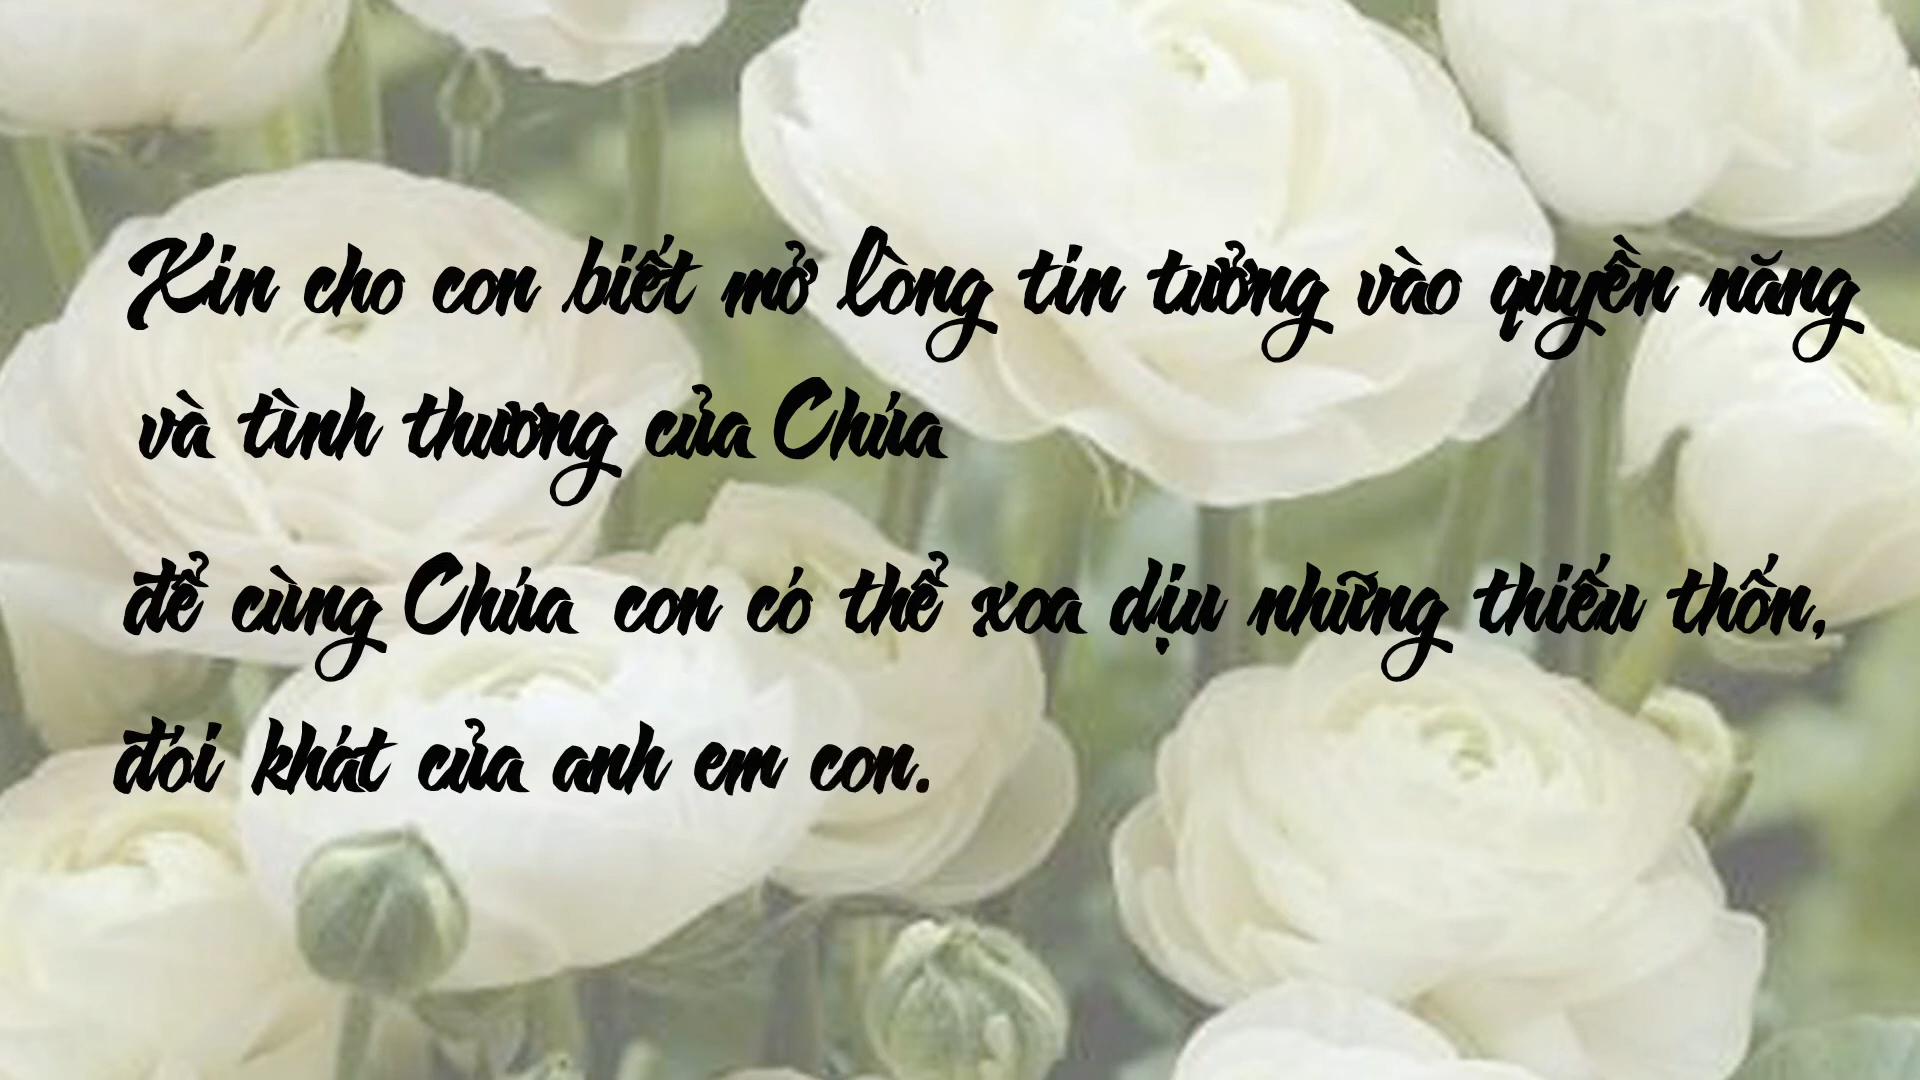 Xin cho con biết mở lòng tin tưởng vào quyền năng
và tình thương của Chúa
để cùng Chúa con có thể xoa dịu những thiếu thốn,
đói khát của anh em con.